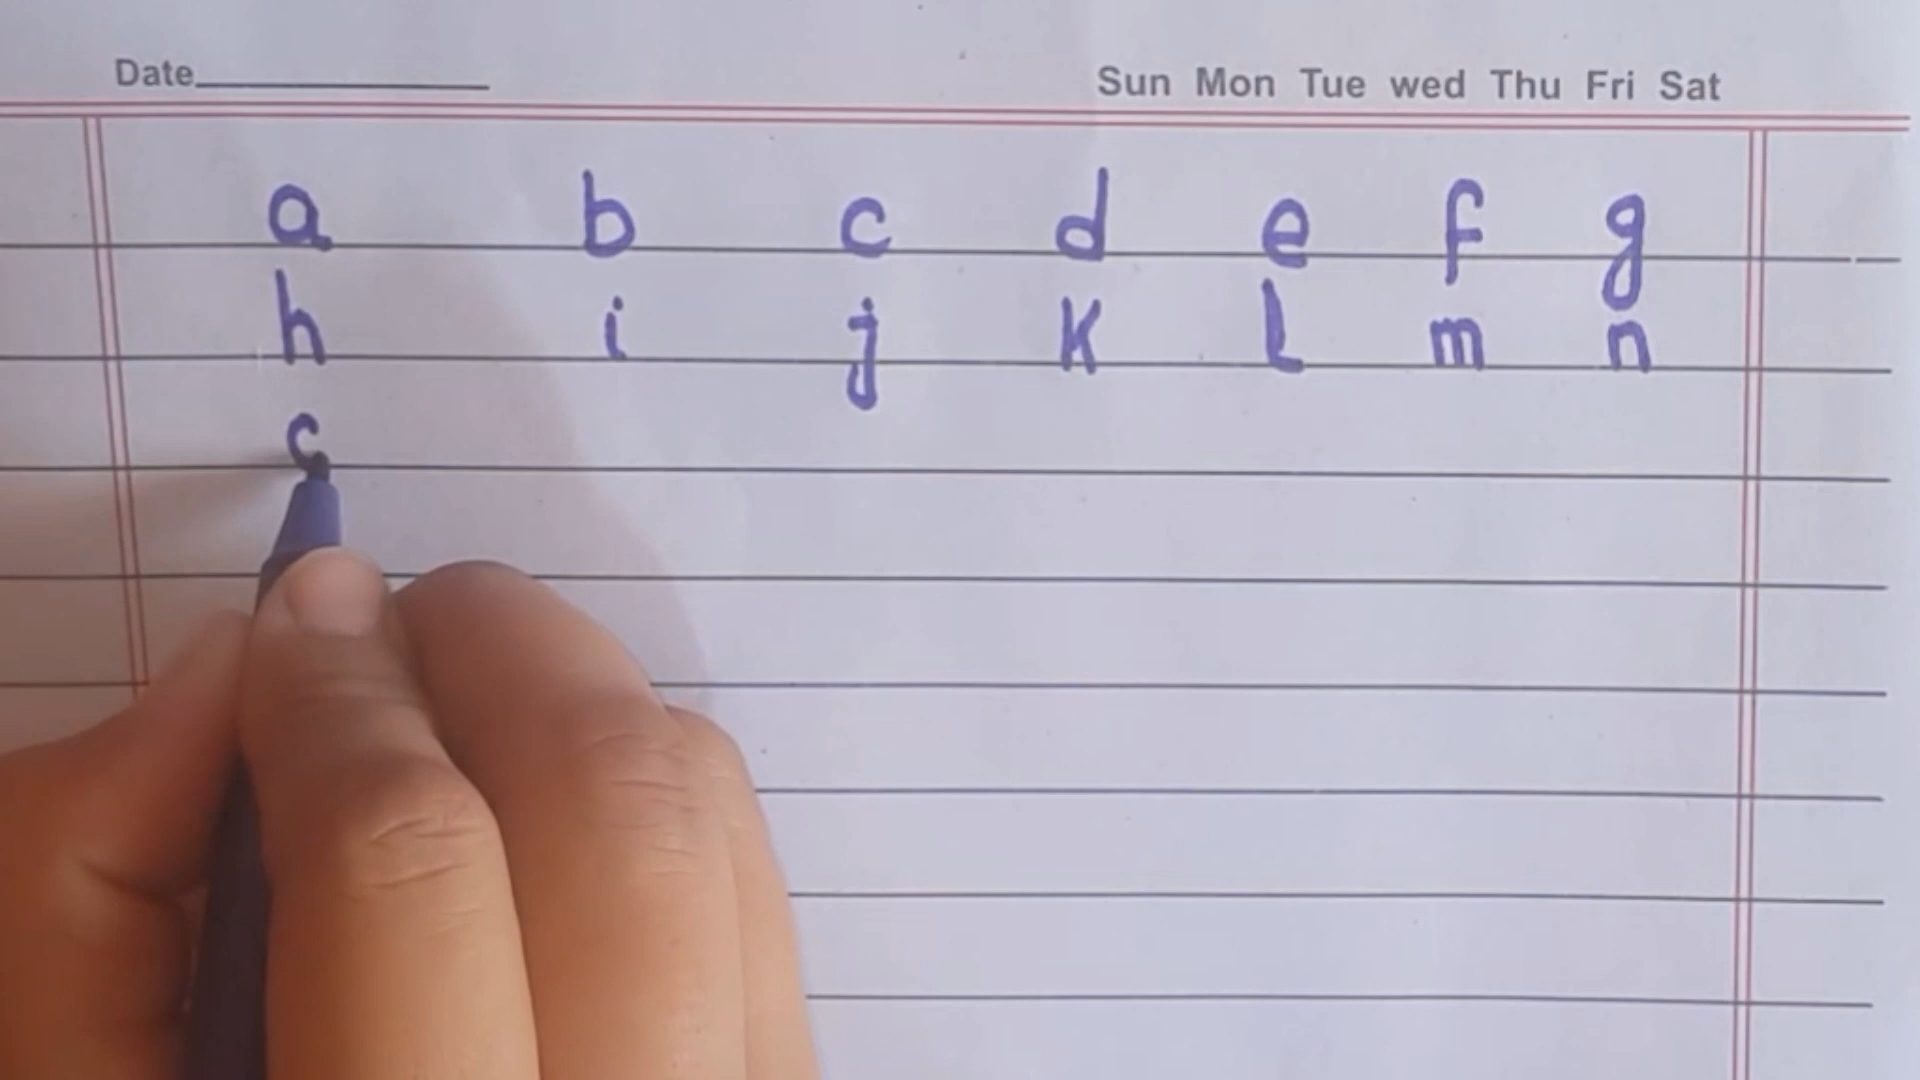 Date
Sun Mon Tue wed Thu Fri Sat
a b c d e f g
h i j k l m n
c